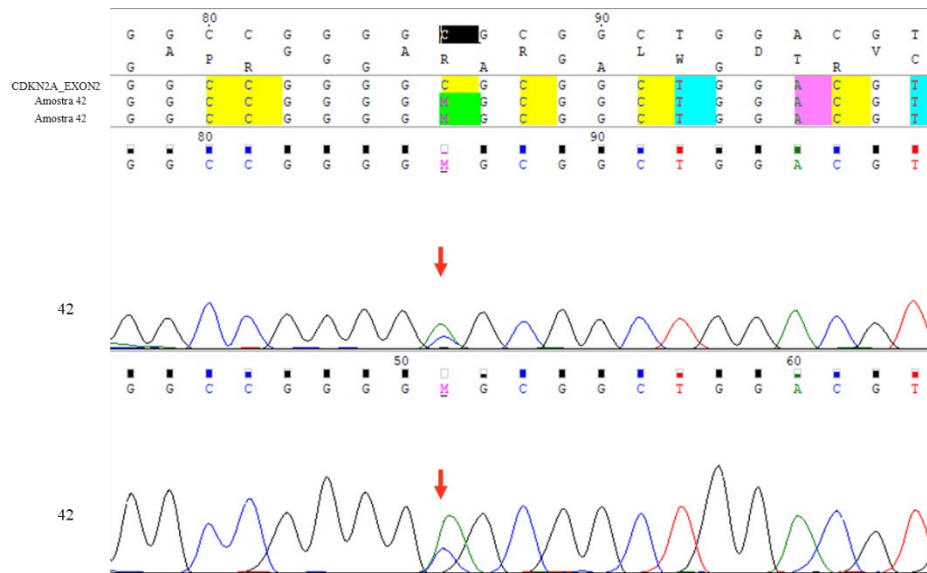 80 90
G G C C G G G G C G C G G C T G G A C G T
A G A R L D V
P G R G W T C
G R G A A G R
CDKN2A_EXON2 G G C C G G G G C G C G G C T G G A C G T
Amostra 42 G G C C G G G G M G C G G C T G G A C G T
Amostra 42 G G C C G G G G M G C G G C T G G A C G T
80 90
G G C C G G G G M G C G G C T G G A C G T
42
50 60
G G C C G G G G M G C G G C T G G A C G T
42